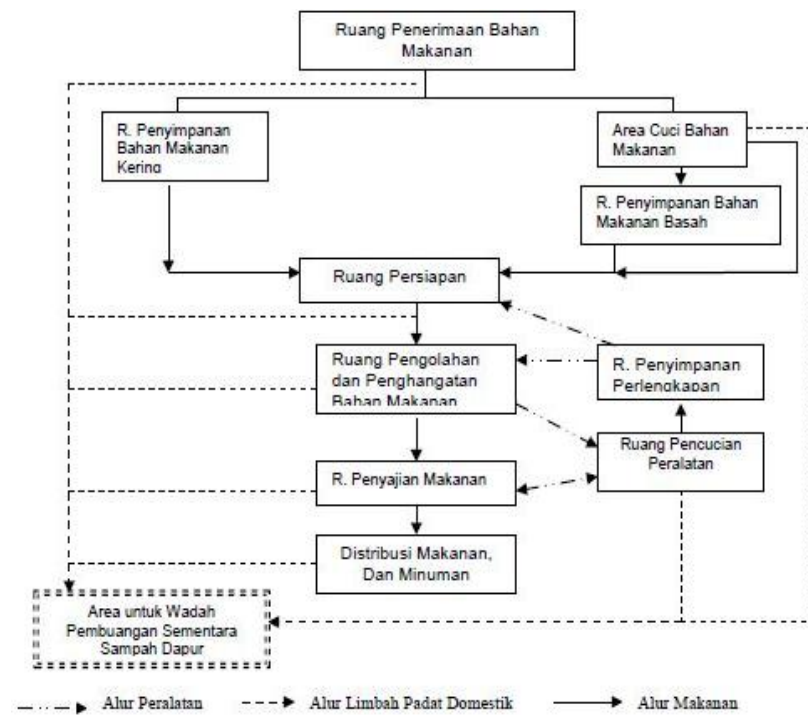 Ruang Penerimaan Bahan
Makanan
R. Penyimpanan
Bahan Makanan
Kering
Area Cuci Bahan
Makanan
R. Penyimpanan Bahan
Makanan Basah
Ruang Persiapan
Ruang Pengolahan
dan Penghangatan
Bahan Makanan
R. Penyimpanan
Perlengkapan
Ruang Pencucian
Peralatan
R. Penyajian Makanan
Distribusi Makanan,
Dan Minuman
Area untuk Wadah
Pembuangan Sementara
Sampah Dapur
Alur Peralatan
Alur Limbah Padat Domestik
Alur Makanan